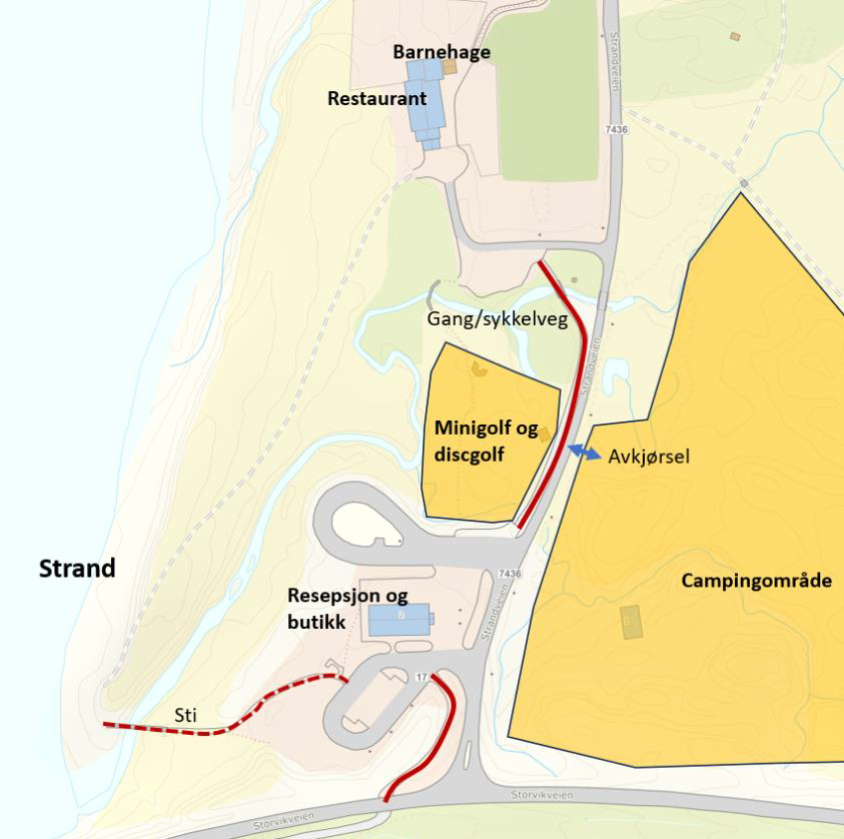 Barnehage
Restaurant
Strandveien
7436
Gang/sykkelveg
Strandveien
Minigolf og
discgolf
Avkjørsel
Strand
7436
Campingområde
Resepsjon og
butikk
2
Strandveien
17
Sti
Storvikveien
Storvikveien